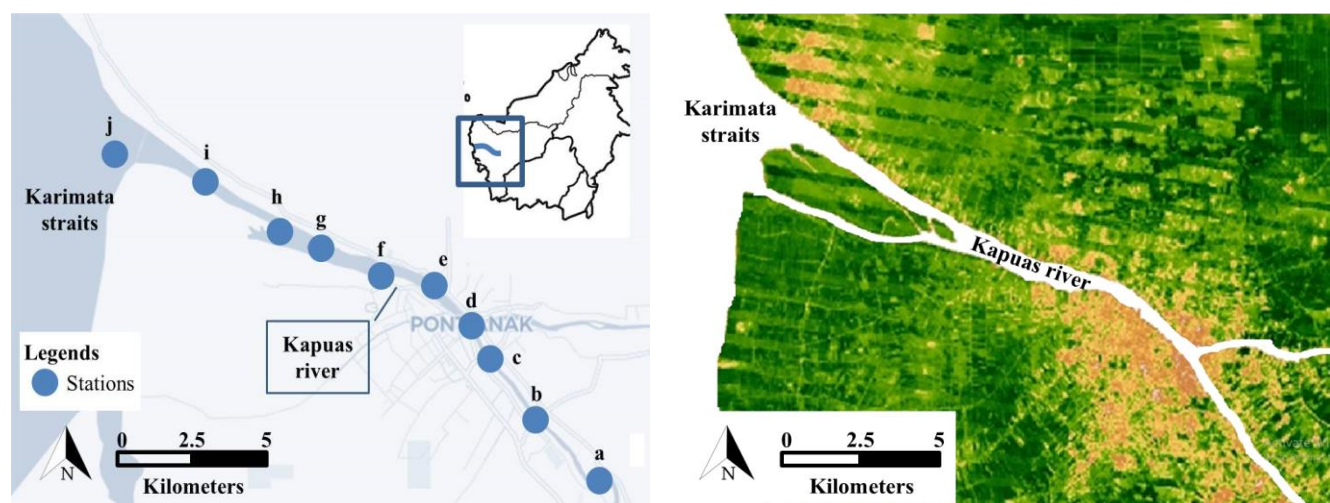 j
i
Karimata
straits
h
g
f
e
d
PONTIANAK
c
Kapuas
river
b
a
Legends
Stations
N
0 2.5 5
Kilometers
Karimata
straits
Kapuas river
N
0 2.5 5
Kilometers